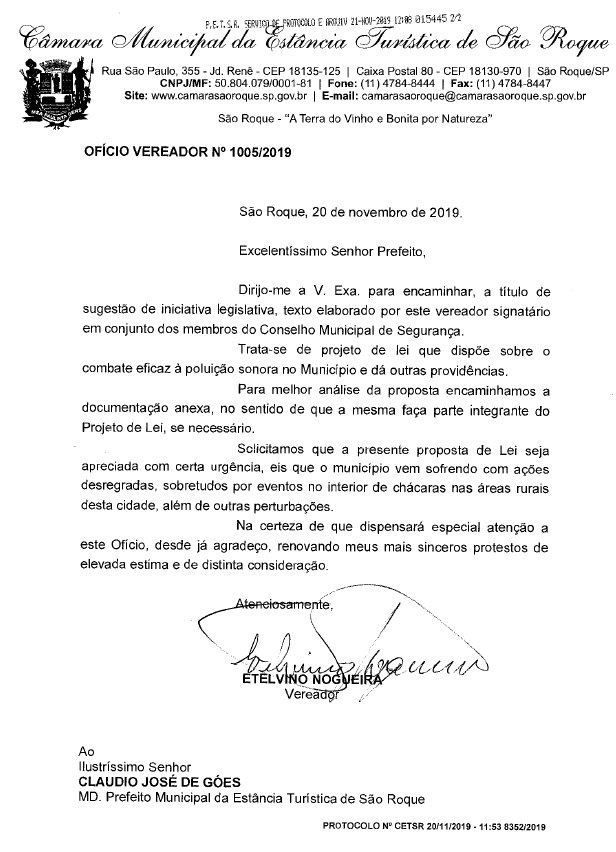 P.E.T.S.R. SERVIÇO DE PROTOCOLO E ARQUIV 21-NOV-2019 12:08 015445 2/2
Câmara Municipal da Estância Turística de São Roque
Rua São Paulo, 355 - Jd. Renê - CEP 18135-125 | Caixa Postal 80 - CEP 18130-970 | São Roque/SP
CNPJ/MF: 50.804.079/0001-81 | Fone: (11) 4784-8444 | Fax: (11) 4784-8447
Site: www.camarasaoroque.sp.gov.br | E-mail: camarasaoroque@camarasaoroque.sp.gov.br
São Roque - “A Terra do Vinho e Bonita por Natureza”
OFÍCIO VEREADOR Nº 1005/2019
São Roque, 20 de novembro de 2019.
Excelentíssimo Senhor Prefeito,
Dirijo-me a V. Exa. para encaminhar, a título de
sugestão de iniciativa legislativa, texto elaborado por este vereador signatário
em conjunto dos membros do Conselho Municipal de Segurança.
Trata-se de projeto de lei que dispõe sobre o
combate eficaz à poluição sonora no Município e dá outras providências.
Para melhor análise da proposta encaminhamos a
documentação anexa, no sentido de que a mesma faça parte integrante do
Projeto de Lei, se necessário.
Solicitamos que a presente proposta de Lei seja
apreciada com certa urgência, eis que o município vem sofrendo com ações
desregradas, sobretudos por eventos no interior de chácaras nas áreas rurais
desta cidade, além de outras perturbações.
Na certeza de que dispensará especial atenção a
este Ofício, desde já agradeço, renovando meus mais sinceros protestos de
elevada estima e de distinta consideração.
Atenciosamente,
ETELVINO NOGUEIRA
Vereador
Ao
Ilustríssimo Senhor
CLAUDIO JOSÉ DE GÓES
MD. Prefeito Municipal da Estância Turística de São Roque
PROTOCOLO Nº CETSR 20/11/2019 - 11:53 8352/2019